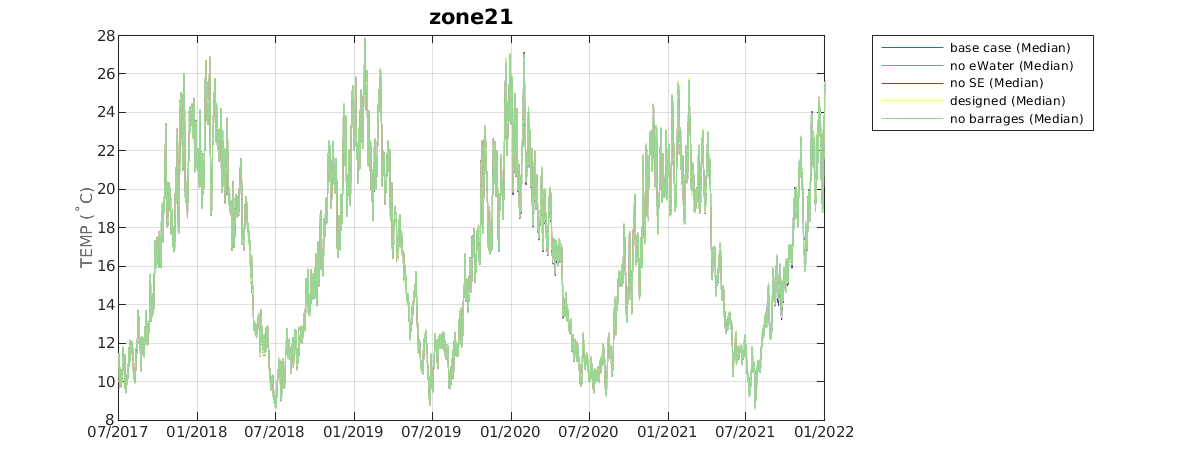 zone21
28
26
24
22
20
18
16
14
12
10
8
TEMP (°C)
07/2017 01/2018 07/2018 01/2019 07/2019 01/2020 07/2020 01/2021 07/2021 01/2022
base case (Median)
no eWater (Median)
no SE (Median)
designed (Median)
no barrages (Median)